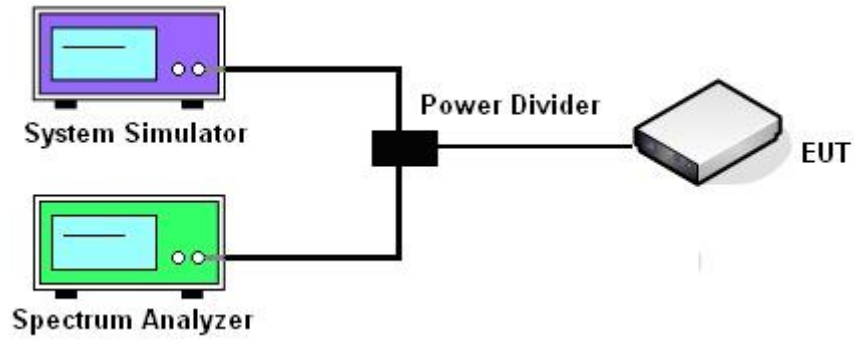 System Simulator
Power Divider
EUT
Spectrum Analyzer